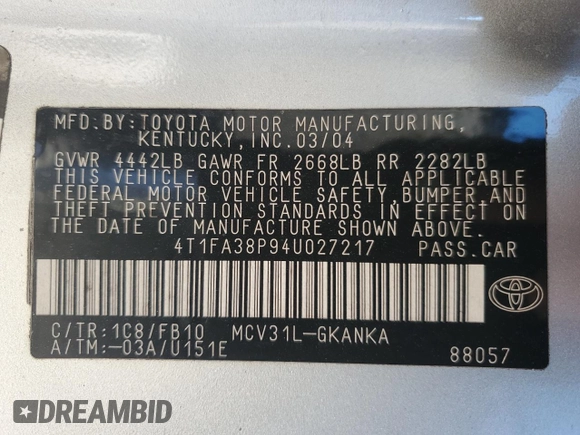 MFD.BY:TOYOTA MOTOR MANUFACTURING,
KENTUCKY,INC.03/04
GVWR 4442LB GAWR FR 2668LB RR 2282LB
THIS VEHICLE CONFORMS TO ALL APPLICABLE
FEDERAL MOTOR VEHICLE SAFETY,BUMPER,AND
THEFT PREVENTION STANDARDS IN EFFECT ON
THE DATE OF MANUFACTURE SHOWN ABOVE.
4T1FA38P94U027217 PASS.CAR
C/TR:1C8/FB10 MCV31L-GKANKA
A/TM:-03A/U151E 88057
DREAMBID